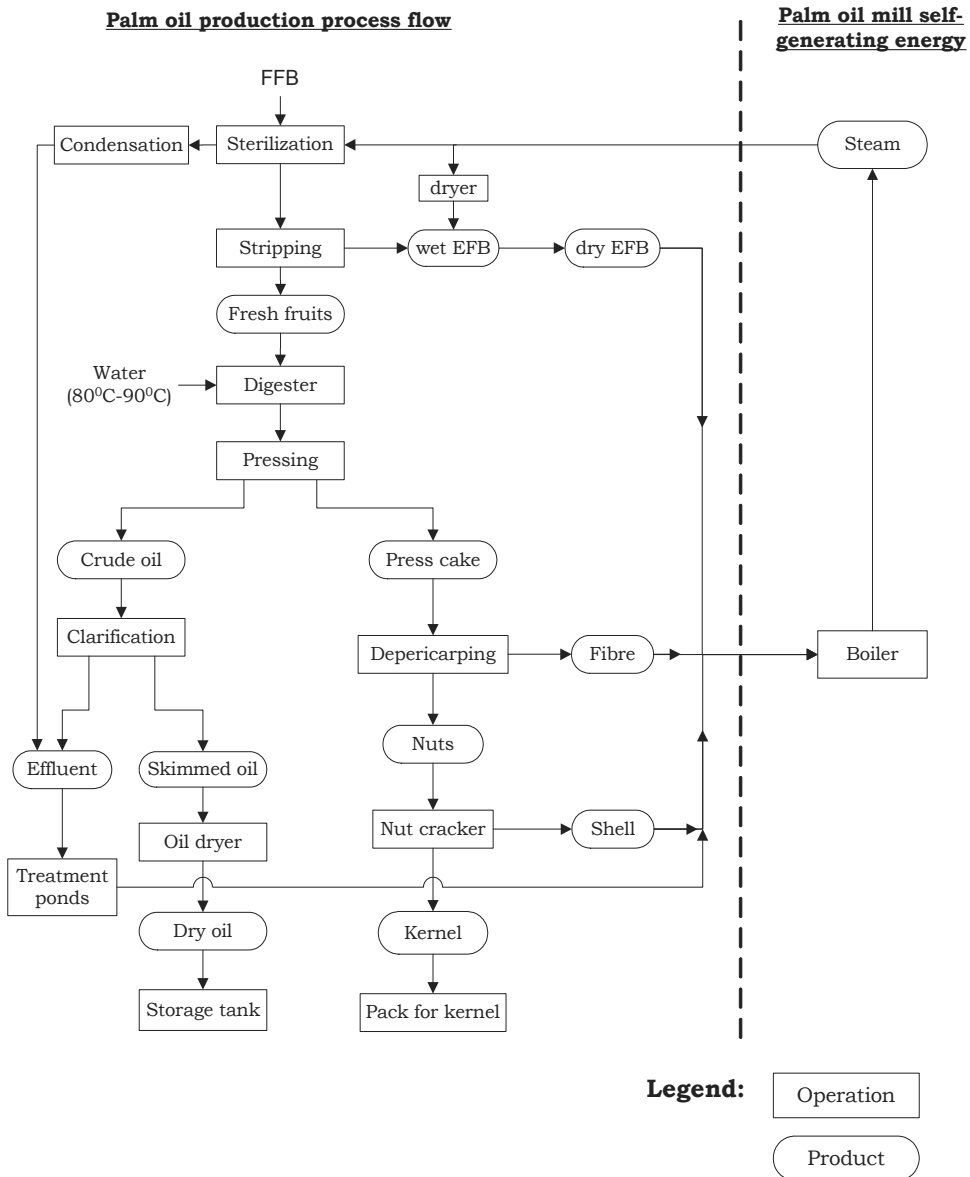 Palm oil production process flow
Palm oil mill self-
generating energy
FFB
Condensation
Sterilization
Steam
dryer
Stripping
wet EFB
dry EFB
Fresh fruits
Water
(80⁰C-90⁰C)
Digester
Pressing
Crude oil
Press cake
Clarification
Depericarping
Fibre
Boiler
Nuts
Effluent
Skimmed oil
Nut cracker
Shell
Oil dryer
Treatment
ponds
Dry oil
Kernel
Storage tank
Pack for kernel
Legend:
Operation
Product